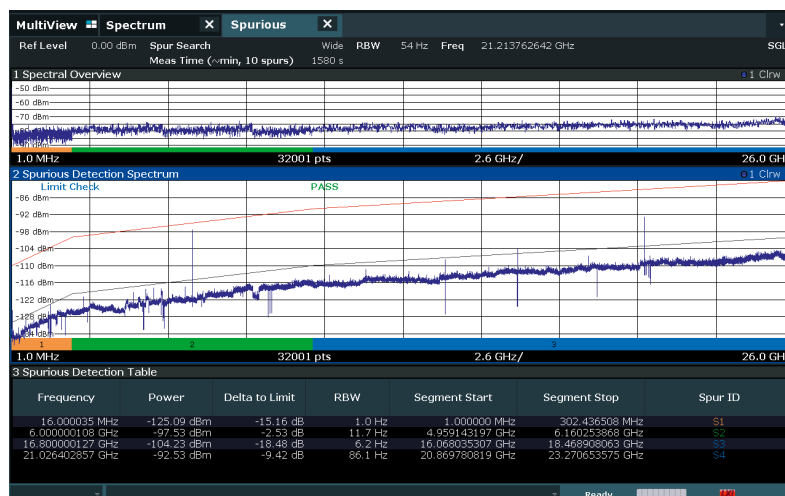 MultiView Spectrum X Spurious X
Ref Level 0.00 dBm Spur Search Wide RBW 54 Hz Freq 21.213762642 GHz SGL
Meas Time (~min, 10 spurs) 1580 s
1 Spectral Overview 1 Clrw
-50 dBm
-60 dBm
-70 dBm
1.0 MHz 32001 pts 2.6 GHz/ 26.0 GH
2 Spurious Detection Spectrum 1 Clrw
Limit Check PASS
-86 dBm
-92 dBm
-98 dBm
-104 dBm
-110 dBm
-116 dBm
-122 dBm
-128 dBm
1 2 3
1.0 MHz 32001 pts 2.6 GHz/ 26.0 GH
3 Spurious Detection Table
Frequency Power Delta to Limit RBW Segment Start Segment Stop Spur ID
16.000035 MHz -125.09 dBm -15.16 dB 1.0 Hz 1.000000 MHz 302.436508 MHz S1
6.000000108 GHz -97.53 dBm -2.53 dB 11.7 Hz 4.959143197 GHz 6.160253868 GHz S2
16.800000127 GHz -104.23 dBm -18.48 dB 6.2 Hz 16.068035307 GHz 18.468908063 GHz S3
21.026402857 GHz -92.53 dBm -9.42 dB 86.1 Hz 20.869780819 GHz 23.270653575 GHz S4
Ready